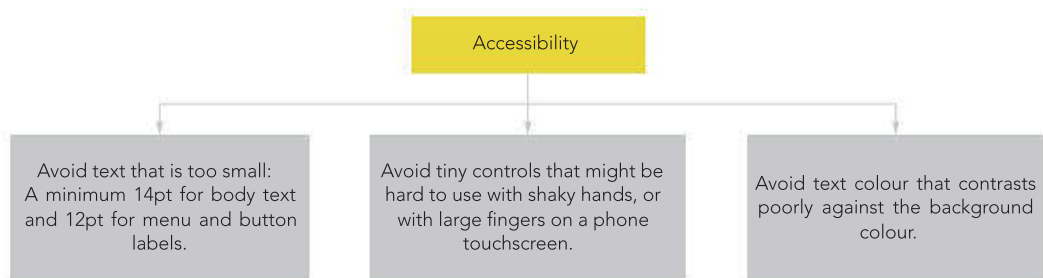 Accessibility
Avoid text that is too small:
A minimum 14pt for body text
and 12pt for menu and button
labels.
Avoid tiny controls that might be
hard to use with shaky hands, or
with large fingers on a phone
touchscreen.
Avoid text colour that contrasts
poorly against the background
colour.